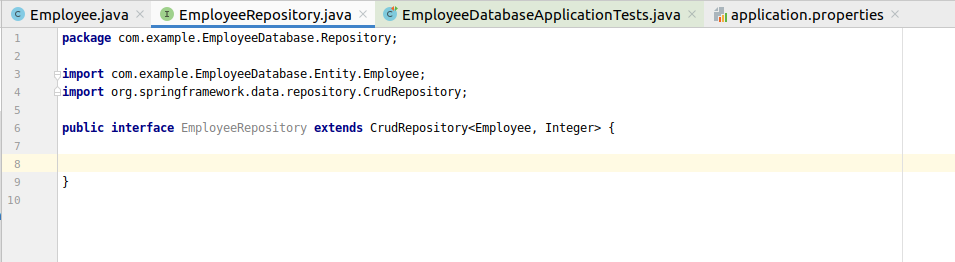 Employee.java EmployeeRepository.java EmployeeDatabaseApplicationTests.java application.properties
1 package com.example.EmployeeDatabase.Repository;
2
3 import com.example.EmployeeDatabase.Entity.Employee;
4 import org.springframework.data.repository.CrudRepository;
5
6 public interface EmployeeRepository extends CrudRepository<Employee, Integer> {
7
8
9 }
10